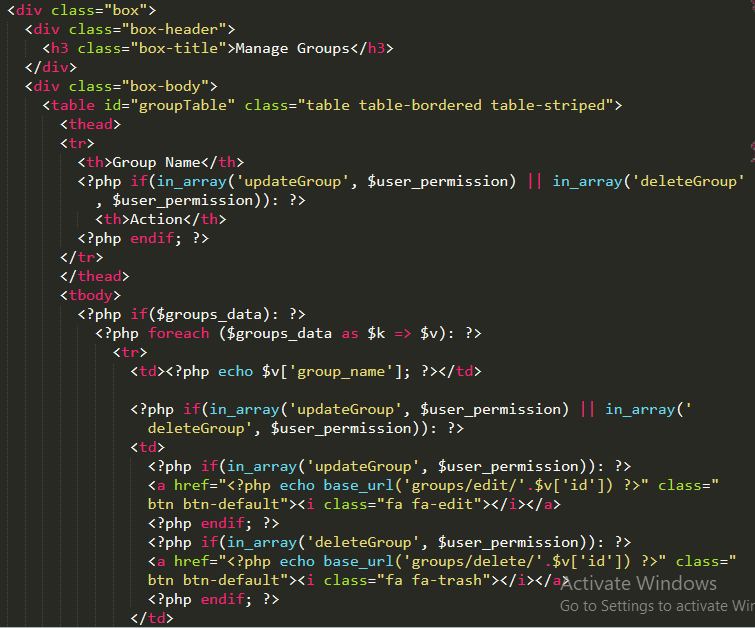 <div class="box">
<div class="box-header">
<h3 class="box-title">Manage Groups</h3>
</div>
<div class="box-body">
<table id="groupTable" class="table table-bordered table-striped">
<thead>
<tr>
<th>Group Name</th>
<?php if(in_array('updateGroup', $user_permission) || in_array('deleteGroup'
, $user_permission)): ?>
<th>Action</th>
<?php endif; ?>
</tr>
</thead>
<tbody>
<?php if($groups_data): ?>
<?php foreach ($groups_data as $k => $v): ?>
<tr>
<td><?php echo $v['group_name']; ?></td>
<?php if(in_array('updateGroup', $user_permission) || in_array('
deleteGroup', $user_permission)): ?>
<td>
<?php if(in_array('updateGroup', $user_permission)): ?>
<a href="<?php echo base_url('groups/edit/'.$v['id']) ?>" class="
btn btn-default"><i class="fa fa-edit"></i></a>
<?php endif; ?>
<?php if(in_array('deleteGroup', $user_permission)): ?>
<a href="<?php echo base_url('groups/delete/'.$v['id']) ?>" class="
btn btn-default"><i class="fa fa-trash"></i></a>
Activate Windows
<?php endif; ?>
Go to Settings to activate Win
</td>